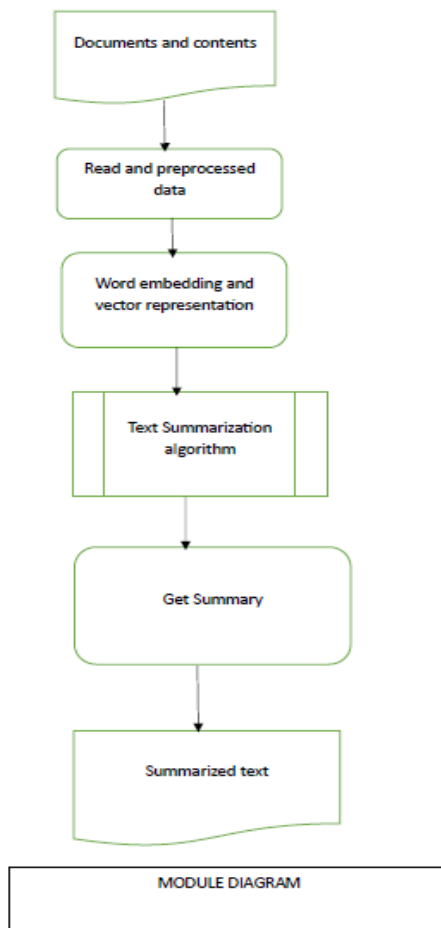 Documents and contents
Read and preprocessed
data
Word embedding and
vector representation
Text Summarization
algorithm
Get Summary
Summarized text
MODULE DIAGRAM